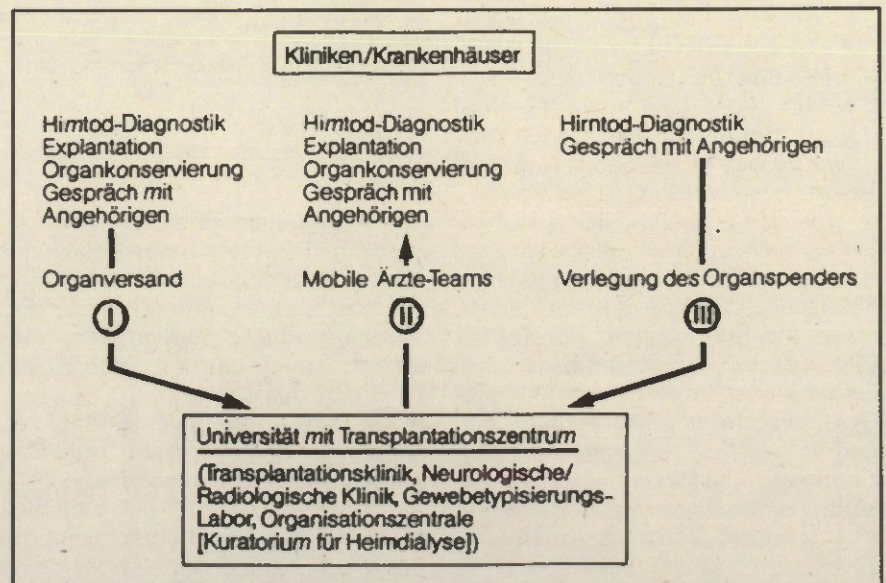 Kliniken/Krankenhäuser
Hirntod-Diagnostik
Explantation
Organkonservierung
Gespräch mit
Angehörigen
Organversand
I
Hirntod-Diagnostik
Explantation
Organkonservierung
Gespräch mit
Angehörigen
Mobile Ärzte-Teams
II
Hirntod-Diagnostik
Gespräch mit Angehörigen
Verlegung des Organspenders
III
Universität mit Transplantationszentrum
(Transplantationsklinik, Neurologische/
Radiologische Klinik, Gewebetypisierungs-
Labor, Organisationszentrale
[Kuratorium für Heimdialyse])